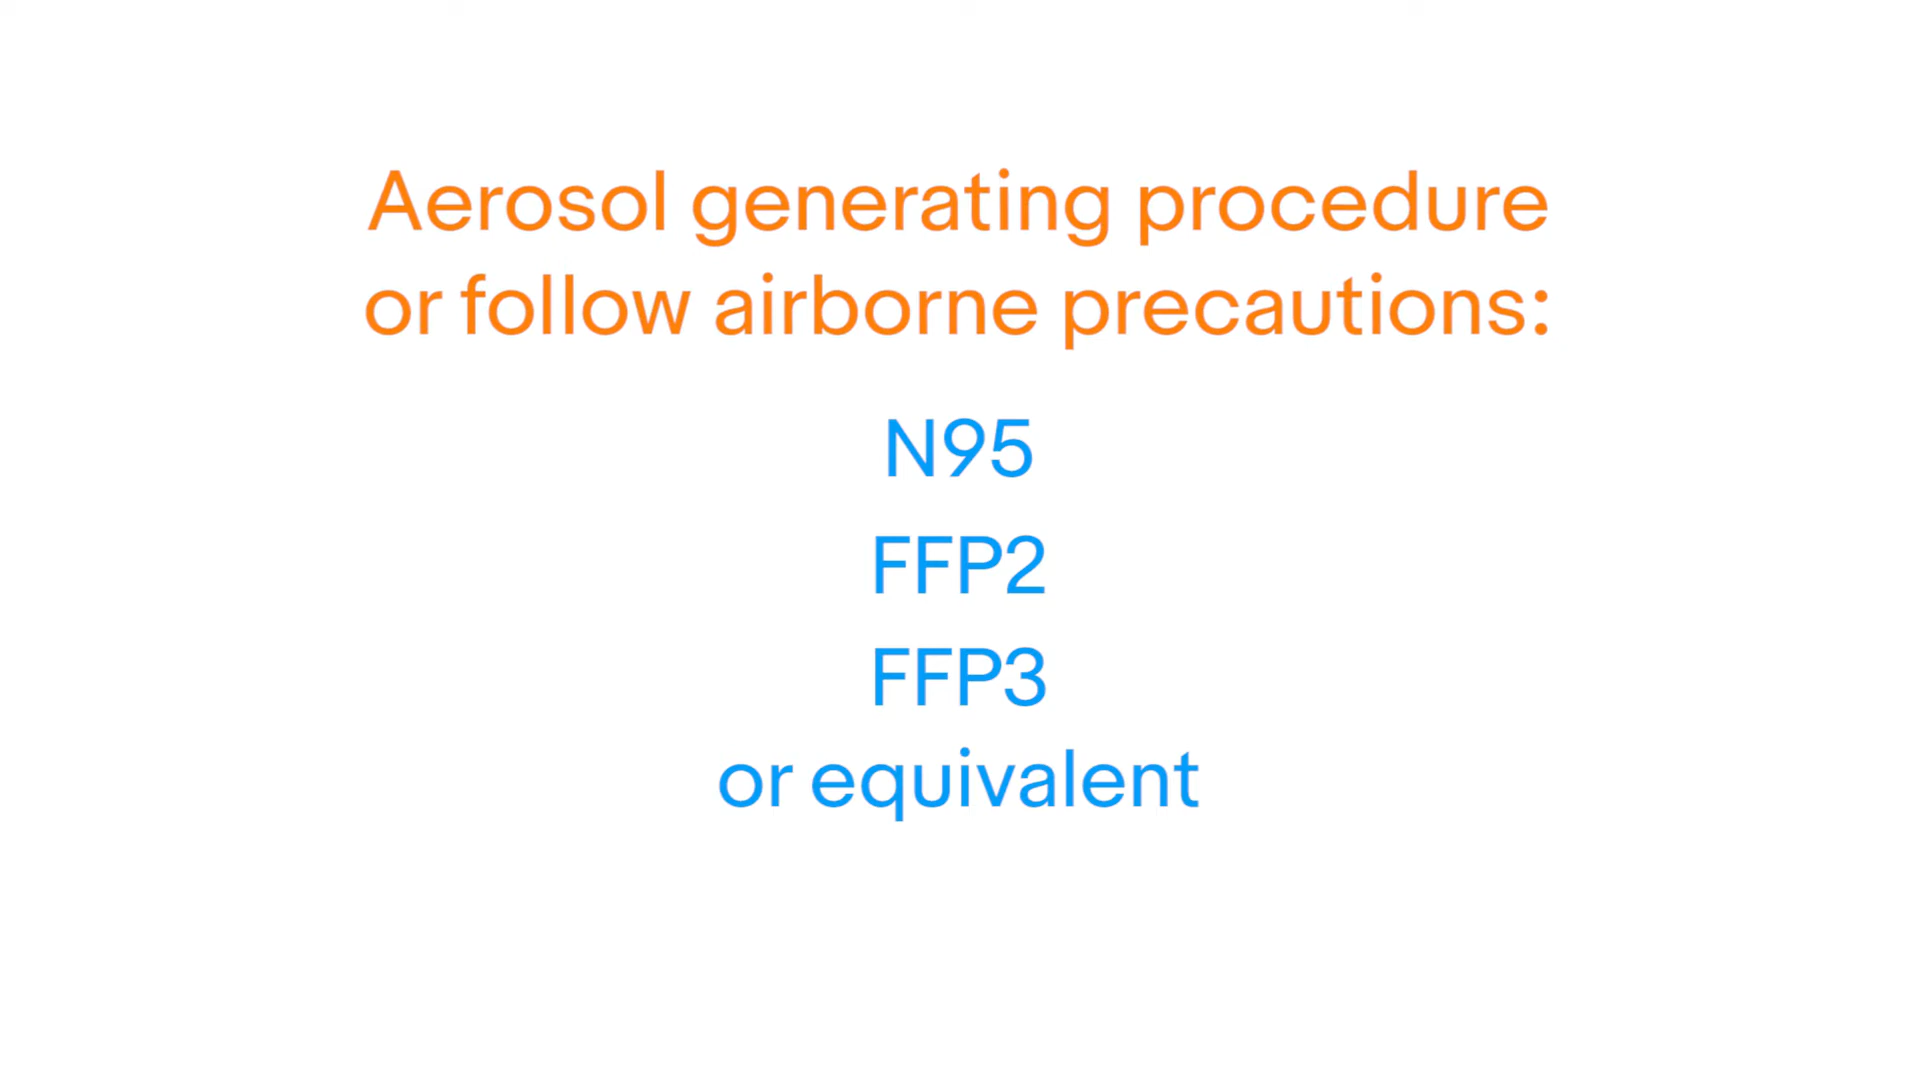 Aerosol generating procedure
or follow airborne precautions:
N95
FFP2
FFP3
or equivalent